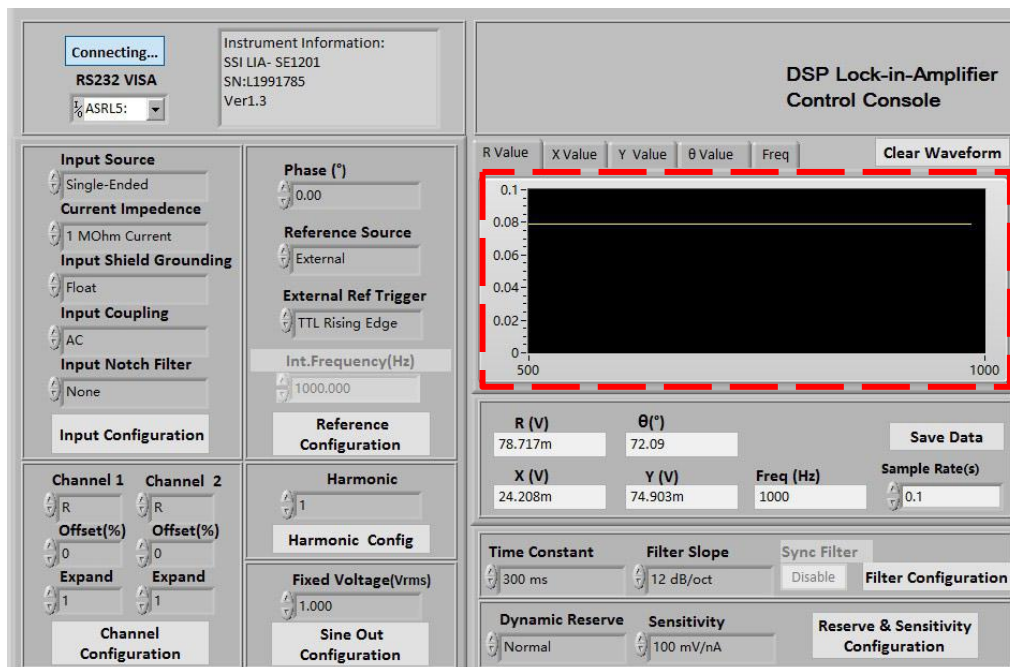 Connecting...
RS232 VISA
I/0 ASRL5:
Instrument Information:
SSI LIA- SE1201
SN:L1991785
Ver1.3
DSP Lock-in-Amplifier
Control Console
Input Source
Single-Ended
Current Impedence
1 MOhm Current
Input Shield Grounding
Float
Input Coupling
AC
Input Notch Filter
None
Input Configuration
Phase (°)
0.00
Reference Source
External
External Ref Trigger
TTL Rising Edge
Int.Frequency(Hz)
1000.000
Reference
Configuration
R Value X Value Y Value θ Value Freq Clear Waveform
0.1
0.08
0.06
0.04
0.02
0
500 1000
R (V) θ(°)
78.717m 72.09
Save Data
X (V) Y (V) Freq (Hz) Sample Rate(s)
24.208m 74.903m 1000 0.1
Channel 1 Channel 2
R R
Offset(%) Offset(%)
0 0
Expand Expand
1 1
Channel
Configuration
Harmonic
1
Harmonic Config
Fixed Voltage(Vrms)
1.000
Sine Out
Configuration
Time Constant Filter Slope Sync Filter
300 ms 12 dB/oct Disable Filter Configuration
Dynamic Reserve Sensitivity
Normal 100 mV/nA
Reserve & Sensitivity
Configuration